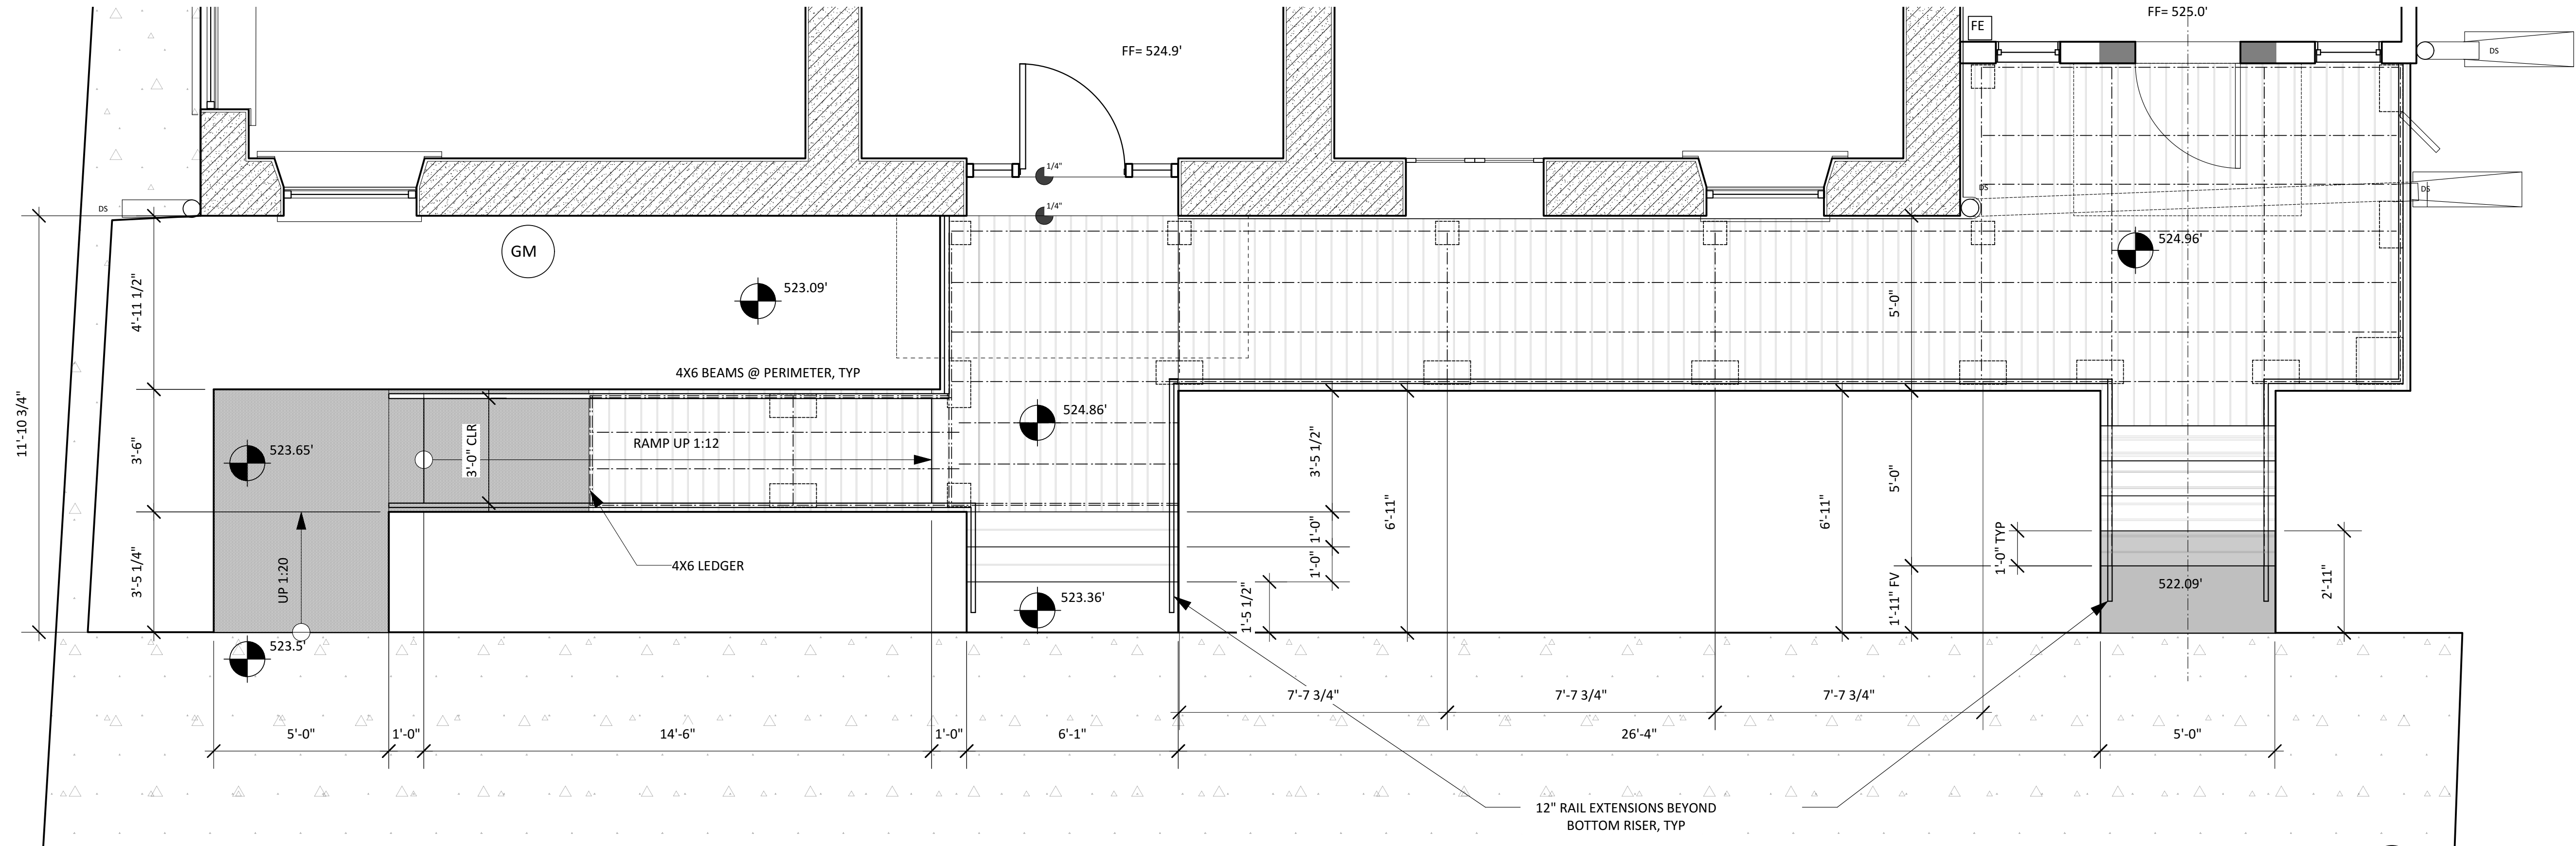 FF= 525.0'
FE
FF= 524.9'
DS
1/4"
DS
DS
DS
1/4"
524.96'
GM
523.09'
4'-11 1/2"
5'-0"
4X6 BEAMS @ PERIMETER, TYP
11'-10 3/4"
524.86'
RAMP UP 1:12
3'-0" CLR
523.65'
3'-6"
3'-5 1/2"
6'-11"
6'-11"
5'-0"
1'-0"
1'-0"
1'-0" TYP
4X6 LEDGER
3'-5 1/4"
UP 1:20
523.36'
1'-5 1/2"
1'-11" FV
522.09'
2'-11"
523.5'
7'-7 3/4"
7'-7 3/4"
7'-7 3/4"
5'-0"
1'-0"
14'-6"
1'-0"
6'-1"
26'-4"
5'-0"
12" RAIL EXTENSIONS BEYOND
BOTTOM RISER, TYP